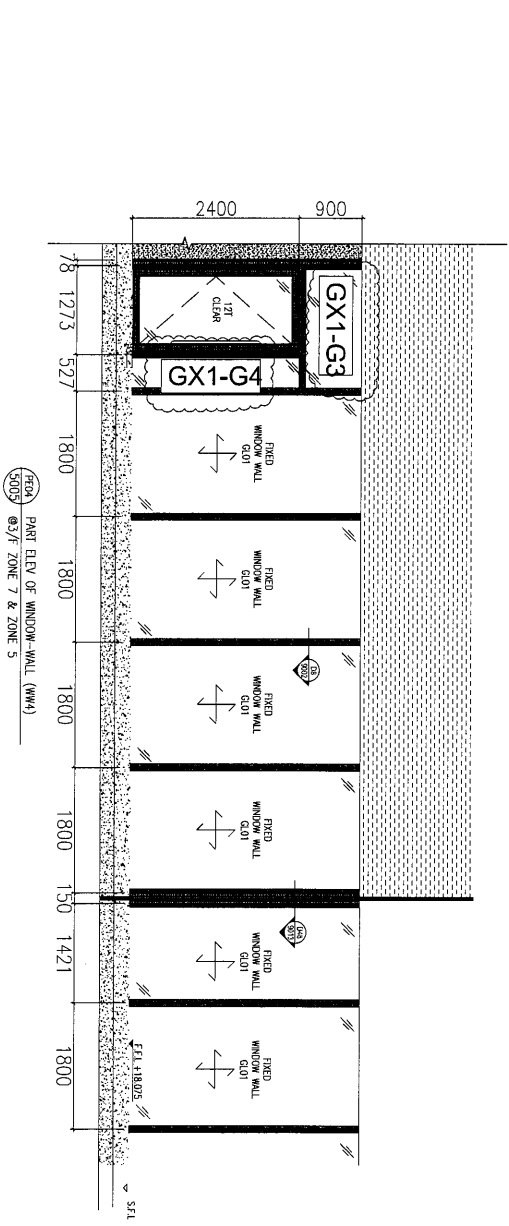 2400
900
78
1273
527
1800
1800
1800
1800
150
1421
1800
GX1-G3
12T
CLEAR
GX1-G4
FIXED
WINDOW WALL
GL01
FIXED
WINDOW WALL
GL01
FIXED
WINDOW WALL
GL01
D8
9002
FIXED
WINDOW WALL
GL01
FIXED
WINDOW WALL
GL01
FIXED
WINDOW WALL
GL01
F.F.L +18.075
S.F.L
PE04
5005
PART ELEV OF WINDOW-WALL (WW4)
@3/F ZONE 7 & ZONE 5